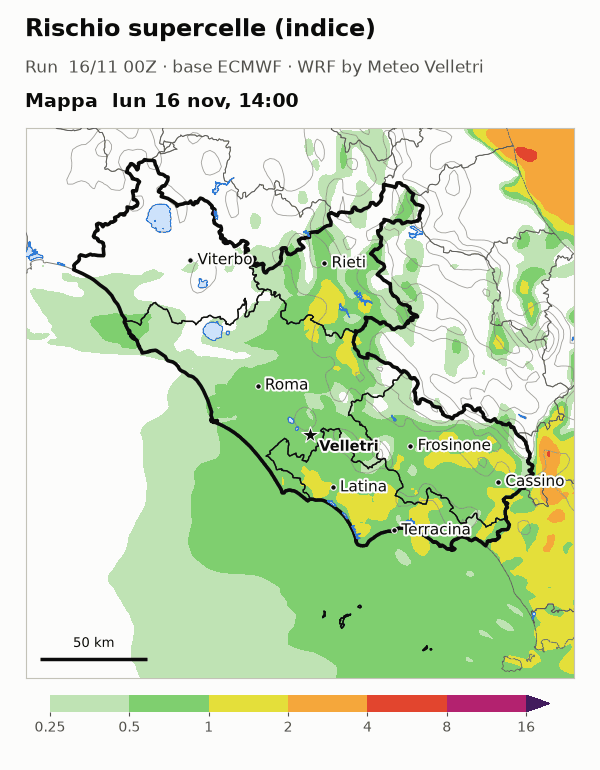 Rischio supercelle (indice)
Run  16/11 00Z · base ECMWF · WRF by Meteo Velletri
Mappa  lun 16 nov, 14:00
Viterbo
Rieti
Roma
Velletri
Frosinone
Cassino
Latina
Terracina
50 km
0.25 0.5 1 2 4 8 16